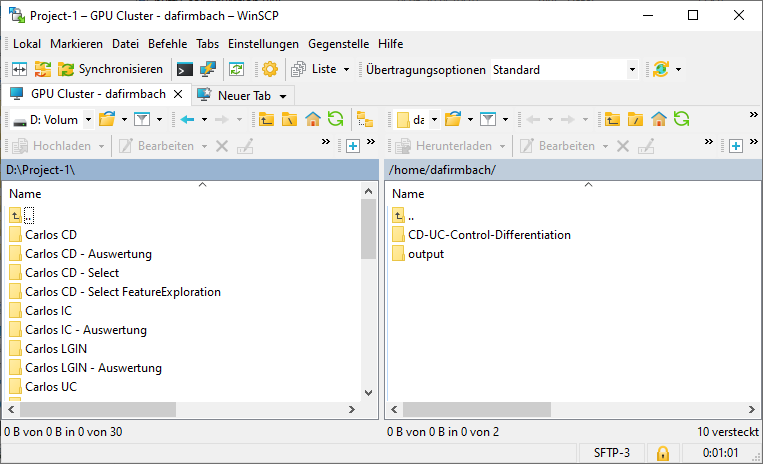 Project-1 – GPU Cluster - dafirmbach – WinSCP
Lokal Markieren Datei Befehle Tabs Einstellungen Gegenstelle Hilfe
Synchronisieren Liste Übertragungsoptionen Standard
GPU Cluster - dafirmbach Neuer Tab
D: Volum da
Hochladen Bearbeiten Herunterladen Bearbeiten
D:\Project-1\ /home/dafirmbach/
Name Name
.. ..
Carlos CD CD-UC-Control-Differentiation
Carlos CD - Auswertung output
Carlos CD - Select
Carlos CD - Select FeatureExploration
Carlos IC
Carlos IC - Auswertung
Carlos LGIN
Carlos LGIN - Auswertung
Carlos UC
0 B von 0 B in 0 von 30 0 B von 0 B in 0 von 2 10 versteckt
SFTP-3 0:01:01